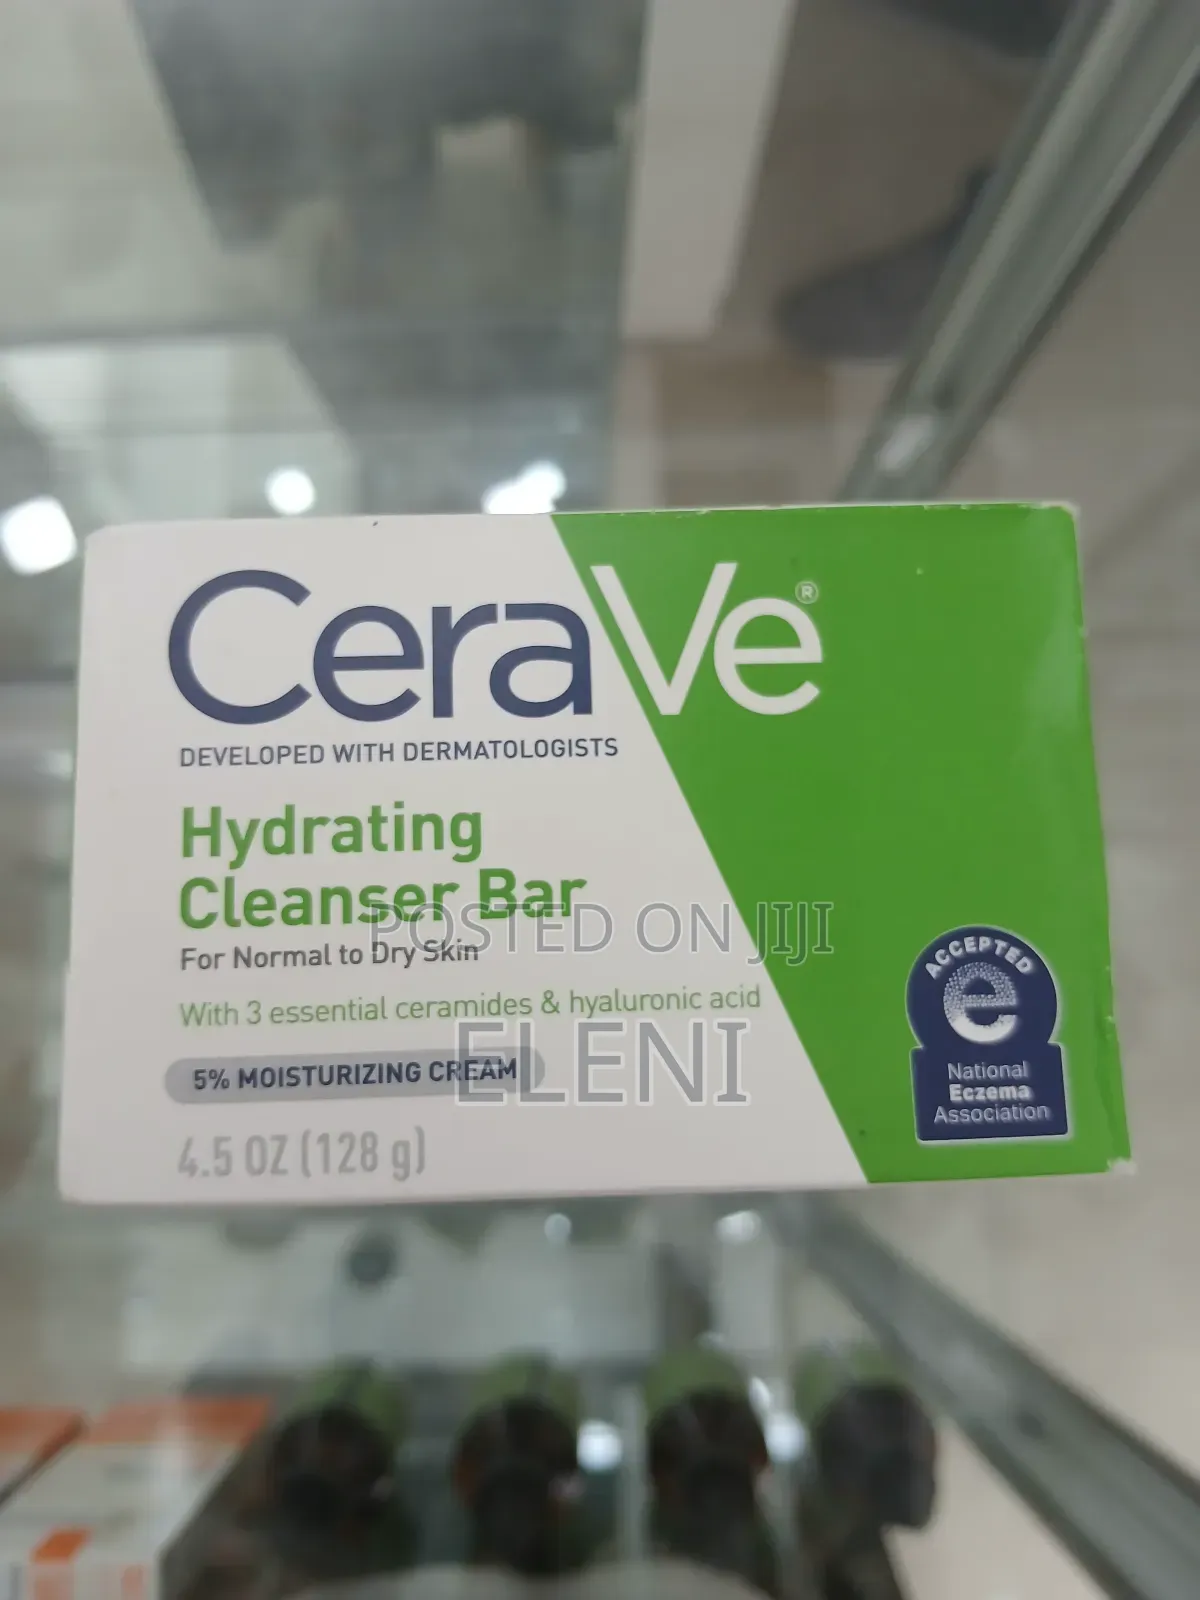 CeraVe®
DEVELOPED WITH DERMATOLOGISTS
Hydrating
Cleanser Bar
For Normal to Dry Skin
With 3 essential ceramides & hyaluronic acid
5% MOISTURIZING CREAM
4.5 OZ (128 g)
ACCEPTED
e
National
Eczema
Association
POSTED ON JIJI
ELENI